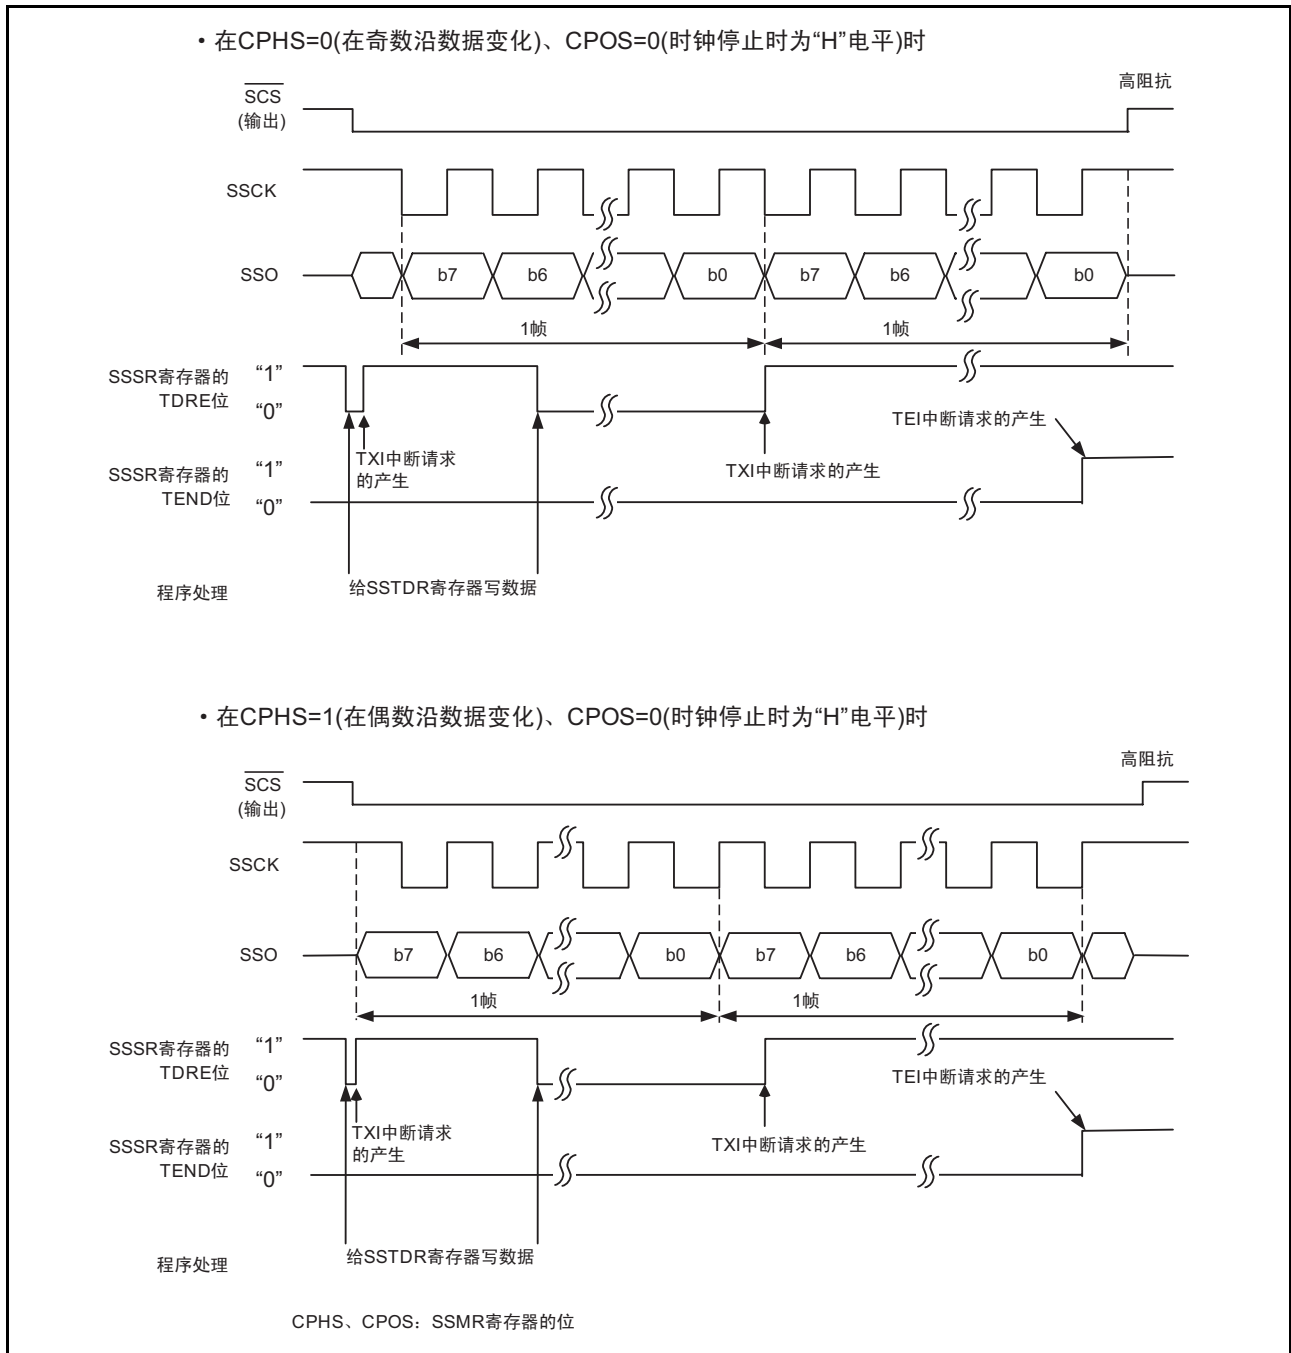 ・在CPHS=0(在奇数沿数据变化)、CPOS=0(时钟停止时为“H”电平)时
高阻抗
SCS
(输出)
SSCK
SSO
b7 b6 b0 b7 b6 b0
1帧 1帧
SSSR寄存器的
TDRE位
“1”
“0”
TEI中断请求的产生
TXI中断请求
的产生
TXI中断请求的产生
SSSR寄存器的
TEND位
“1”
“0”
程序处理
给SSTDR寄存器写数据
・在CPHS=1(在偶数沿数据变化)、CPOS=0(时钟停止时为“H”电平)时
高阻抗
SCS
(输出)
SSCK
SSO
b7 b6 b0 b7 b6 b0
1帧 1帧
SSSR寄存器的
TDRE位
“1”
“0”
TEI中断请求的产生
TXI中断请求
的产生
TXI中断请求的产生
SSSR寄存器的
TEND位
“1”
“0”
程序处理
给SSTDR寄存器写数据
CPHS、CPOS：SSMR寄存器的位